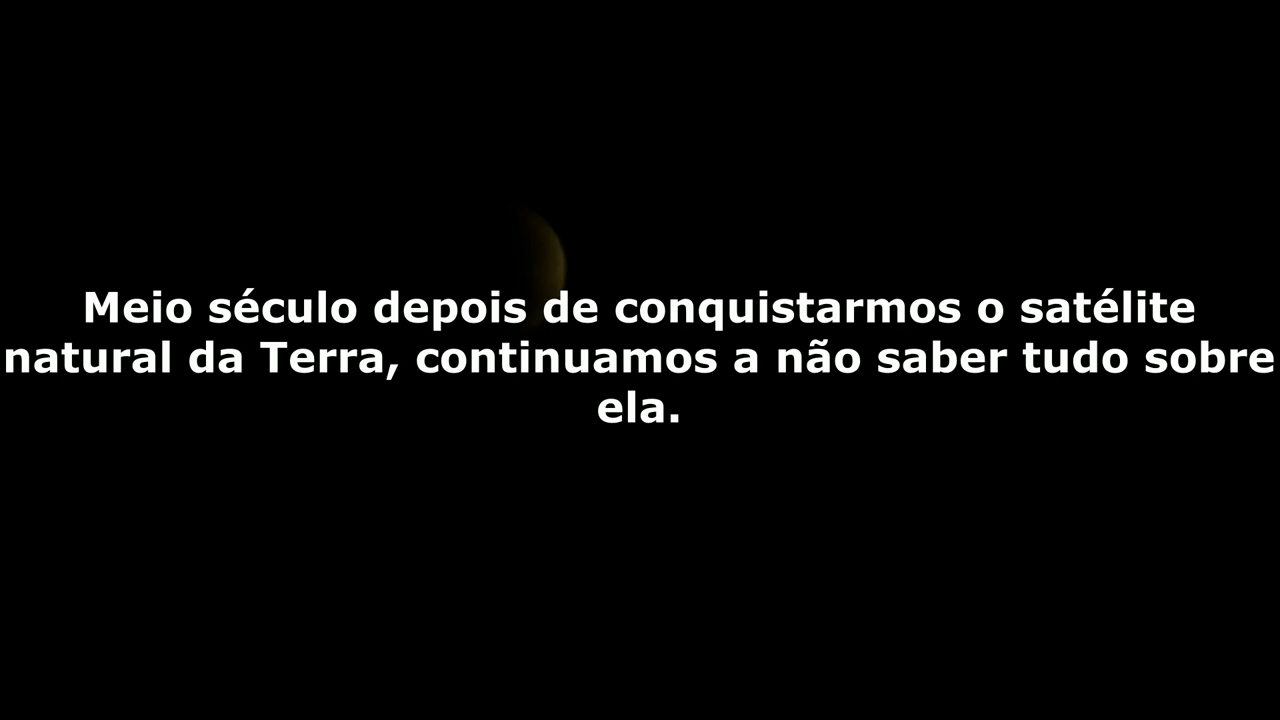 Meio século depois de conquistarmos o satélite
natural da Terra, continuamos a não saber tudo sobre
ela.